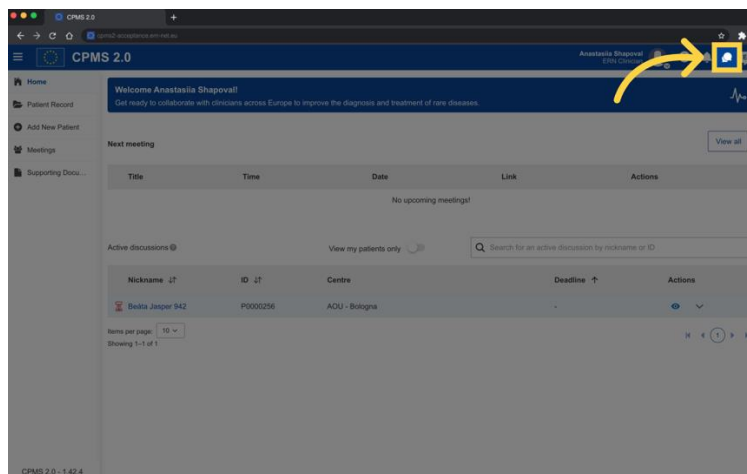 CPMS 2.0
cpms2-acceptance.ern-net.eu
CPMS 2.0
Anastasiia Shapoval
ERN Clinician
Home
Patient Record
Add New Patient
Meetings
Supporting Docu...
Welcome Anastasiia Shapoval!
Get ready to collaborate with clinicians across Europe to improve the diagnosis and treatment of rare diseases.
Next meeting
View all
Title Time Date Link Actions
No upcoming meetings!
Active discussions
View my patients only
Search for an active discussion by nickname or ID
Nickname ID Centre Deadline Actions
Beáta Jasper 942 P0000256 AOU - Bologna -
Items per page: 10
Showing 1–1 of 1
1
CPMS 2.0 - 1.42.4